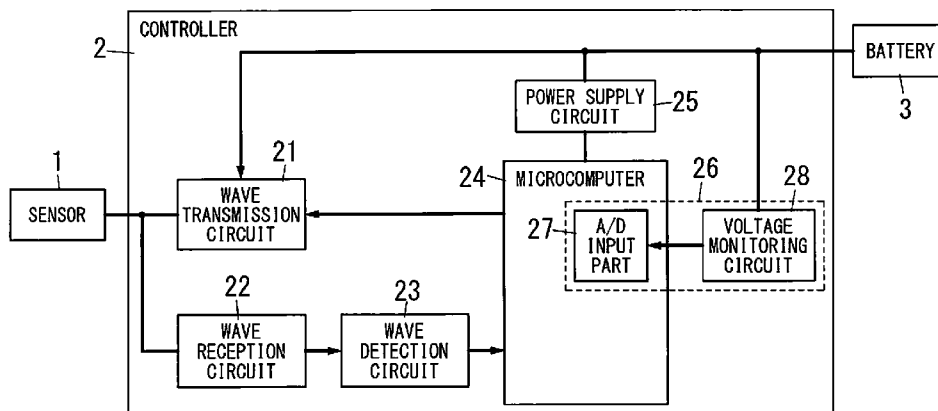 CONTROLLER
2
BATTERY
3
POWER SUPPLY
CIRCUIT
25
1
SENSOR
21
WAVE
TRANSMISSION
CIRCUIT
24
MICROCOMPUTER
26
28
27
A/D
INPUT
PART
VOLTAGE
MONITORING
CIRCUIT
22
WAVE
RECEPTION
CIRCUIT
23
WAVE
DETECTION
CIRCUIT